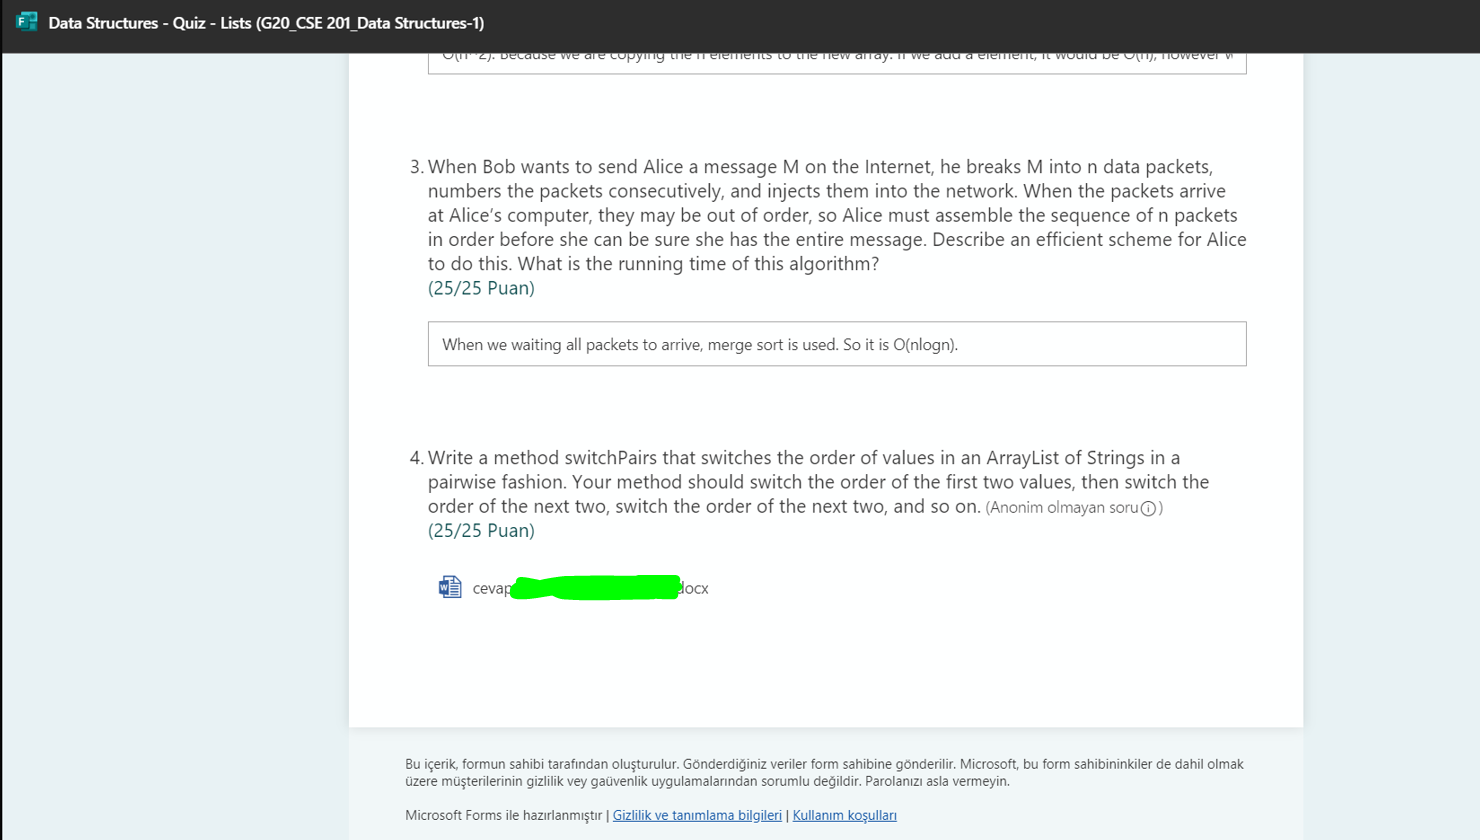 Data Structures - Quiz - Lists (G20_CSE 201_Data Structures-1)
O(n^2). Because we are copying the n elements to the new array. If we add a element, it would be O(n), however
3. When Bob wants to send Alice a message M on the Internet, he breaks M into n data packets,
numbers the packets consecutively, and injects them into the network. When the packets arrive
at Alice's computer, they may be out of order, so Alice must assemble the sequence of n packets
in order before she can be sure she has the entire message. Describe an efficient scheme for Alice
to do this. What is the running time of this algorithm?
(25/25 Puan)
When we waiting all packets to arrive, merge sort is used. So it is O(nlogn).
4. Write a method switchPairs that switches the order of values in an ArrayList of Strings in a
pairwise fashion. Your method should switch the order of the first two values, then switch the
order of the next two, switch the order of the next two, and so on. (Anonim olmayan soru)
(25/25 Puan)
cevap docx
Bu içerik, formun sahibi tarafından oluşturulur. Gönderdiğiniz veriler form sahibine gönderilir. Microsoft, bu form sahibininkiler de dahil olmak
üzere müşterilerinin gizlilik vey gaüvenlik uygulamalarından sorumlu değildir. Parolanızı asla vermeyin.
Microsoft Forms ile hazırlanmıştır | Gizlilik ve tanımlama bilgileri | Kullanım koşulları